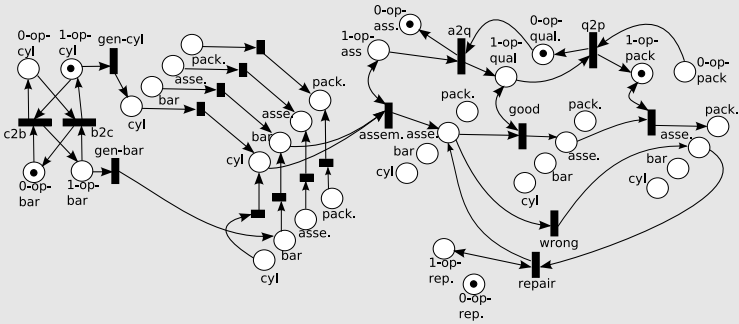 0-op-
cyl
1-op-
cyl
gen-cyl
pack.
asse.
bar
cyl
c2b
b2c
0-op-
bar
1-op-
bar
gen-bar
pack.
asse.
bar
cyl
pack.
asse.
bar
cyl
0-op-
ass.
1-op-
ass
a2q
0-op-
qual.
1-op-
qual
q2p
1-op-
pack
0-op-
pack
assem.
pack.
asse.
bar
cyl
good
pack.
asse.
bar
cyl
pack.
asse.
bar
cyl
wrong
repair
1-op-
rep.
0-op-
rep.